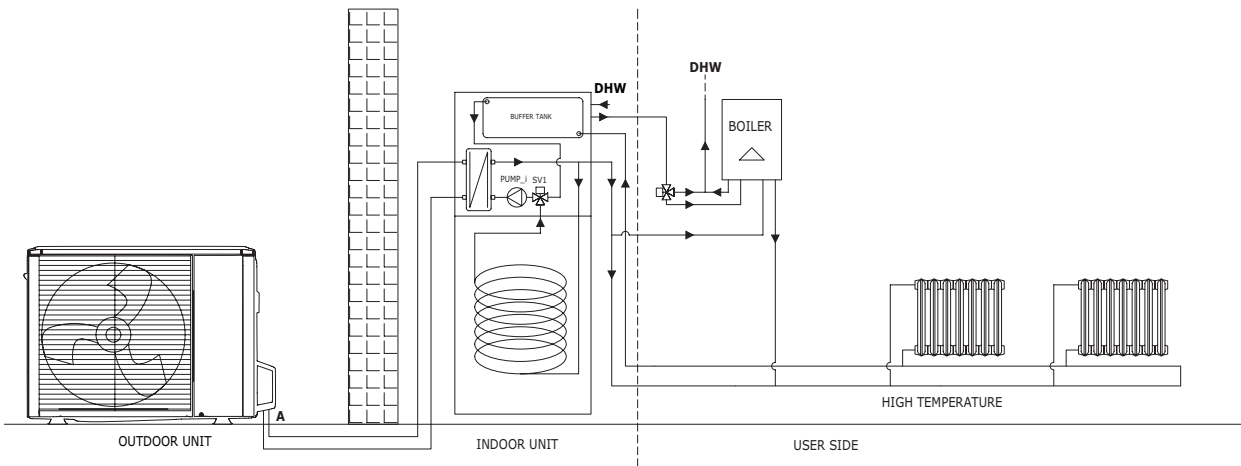 DHW
DHW
BUFFER TANK
BOILER
PUMP_i SV1
HIGH TEMPERATURE
A
OUTDOOR UNIT
INDOOR UNIT
USER SIDE